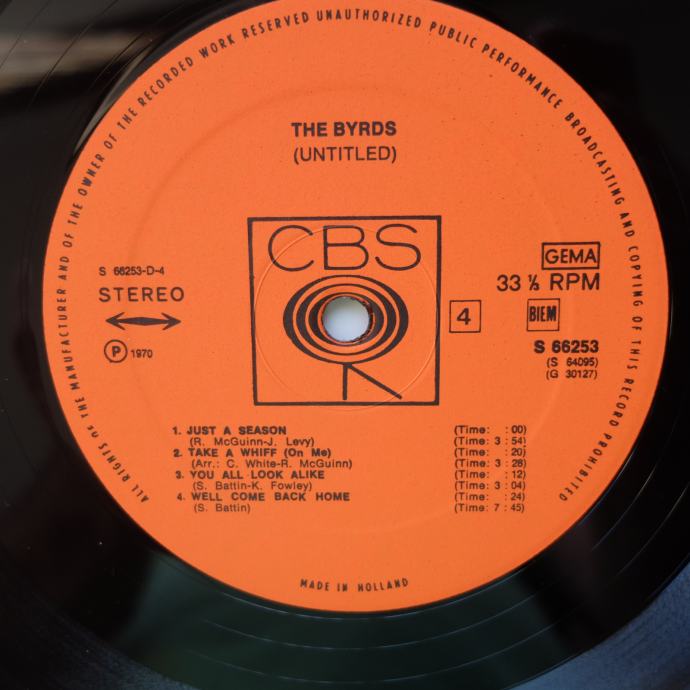 ALL RIGHTS OF THE MANUFACTURER AND OF THE OWNER OF THE RECORDED WORK RESERVED UNAUTHORIZED PUBLIC PERFORMANCE BROADCASTING AND COPYING OF THIS RECORD PROHIBITED
THE BYRDS
(UNTITLED)
CBS
S 66253-D-4
STEREO
P 1970
GEMA
33 ⅓ RPM
4
BIEM
S 66253
(S 64095)
(G 30127)
1. JUST A SEASON (Time: :00)
(R. McGuinn-J. Levy) (Time: 3 : 54)
2. TAKE A WHIFF (On Me) (Time: :20)
(Arr.: C. White-R. McGuinn) (Time: 3 : 28)
3. YOU ALL LOOK ALIKE (Time: :12)
(S. Battin-K. Fowley) (Time: 3 : 04)
4. WELL COME BACK HOME (Time: :24)
(S. Battin) (Time: 7 : 45)
MADE IN HOLLAND